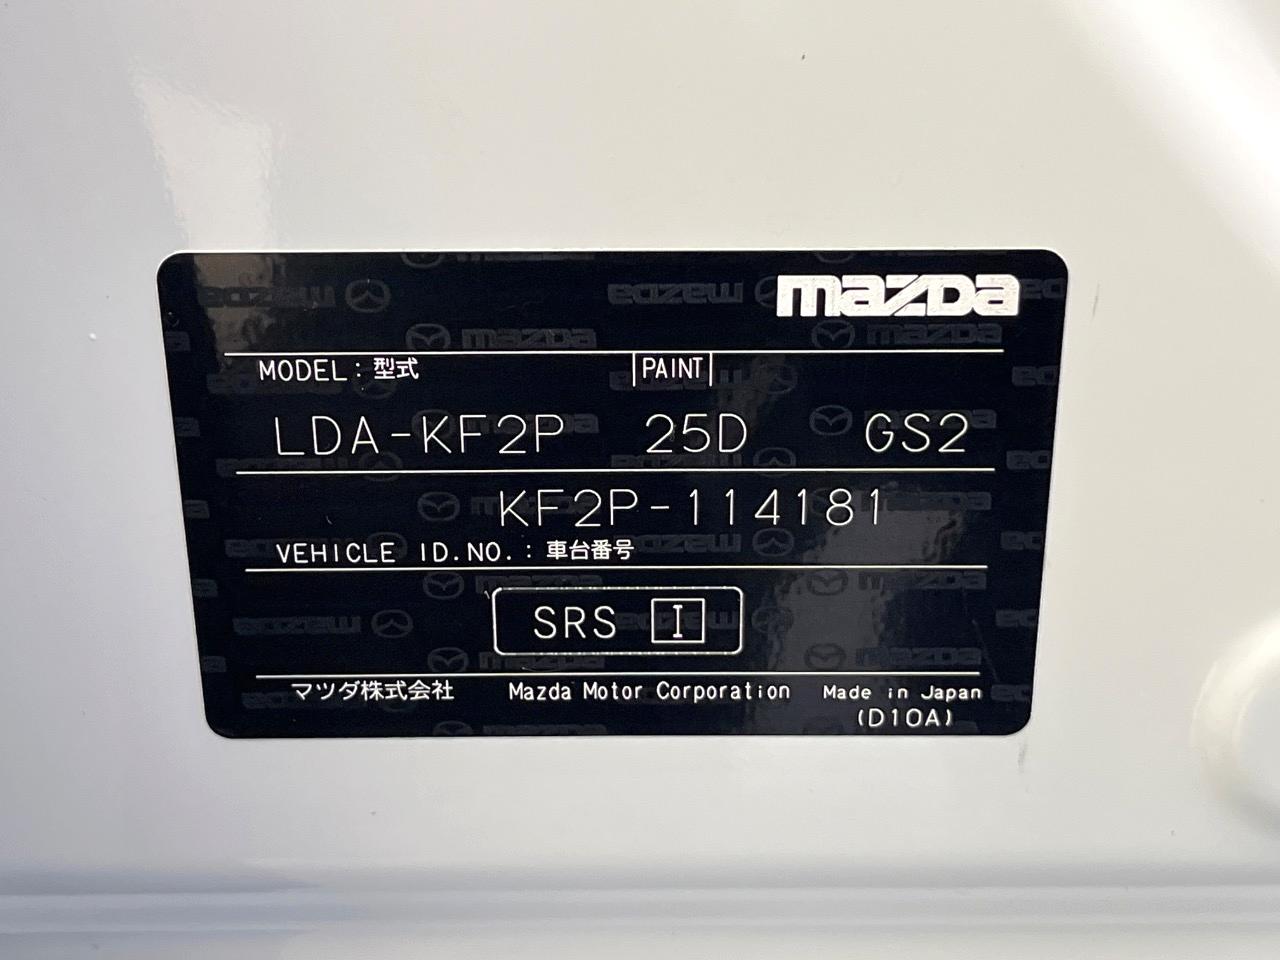 mazda
MODEL : 型式 PAINT
LDA-KF2P 25D GS2
KF2P-114181
VEHICLE ID.NO. : 車台番号
SRS I
マツダ株式会社 Mazda Motor Corporation Made in Japan
(D10A)